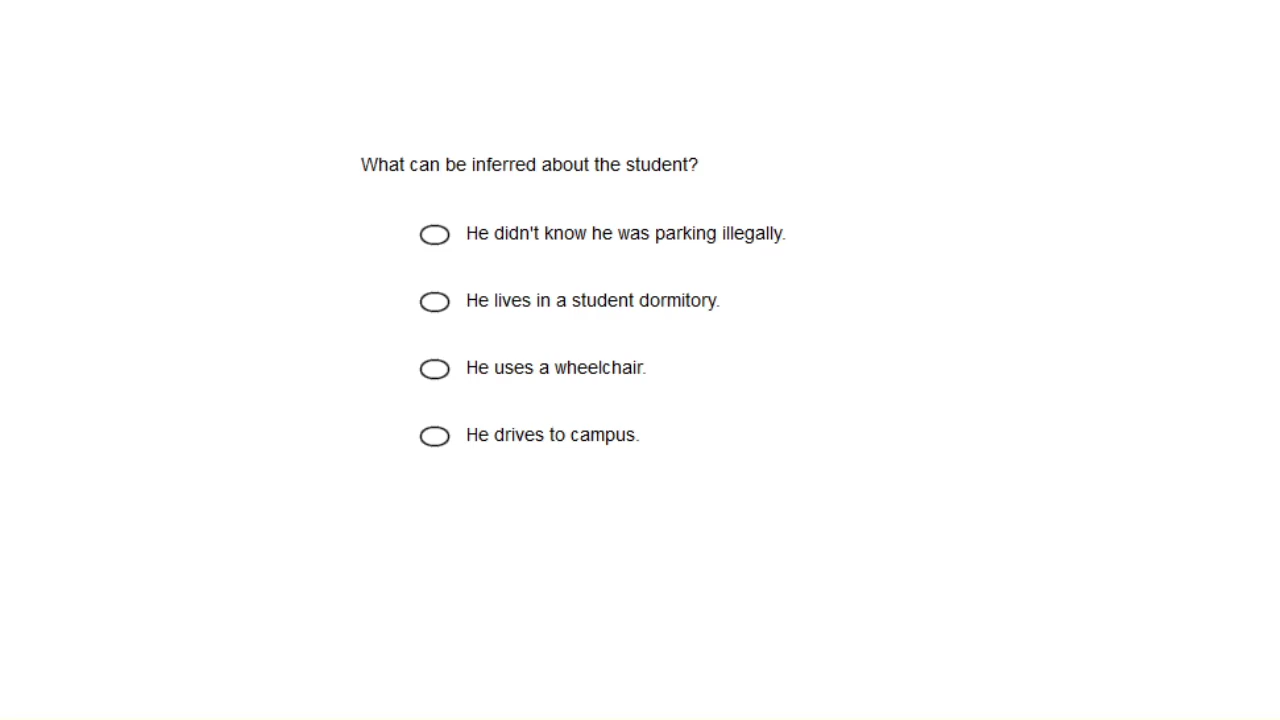 What can be inferred about the student?
He didn't know he was parking illegally.
He lives in a student dormitory.
He uses a wheelchair.
He drives to campus.